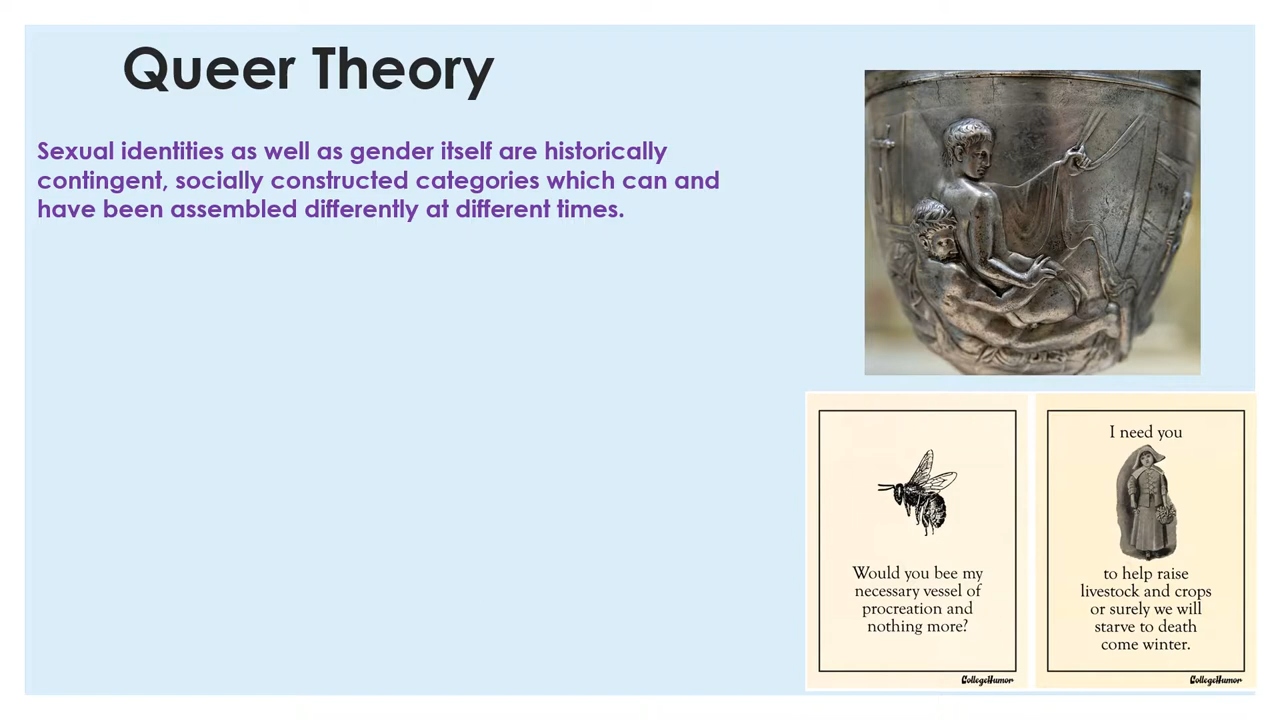 Queer Theory
Sexual identities as well as gender itself are historically
contingent, socially constructed categories which can and
have been assembled differently at different times.
Would you bee my
necessary vessel of
procreation and
nothing more?
CollegeHumor
I need you
to help raise
livestock and crops
or surely we will
starve to death
come winter.
CollegeHumor